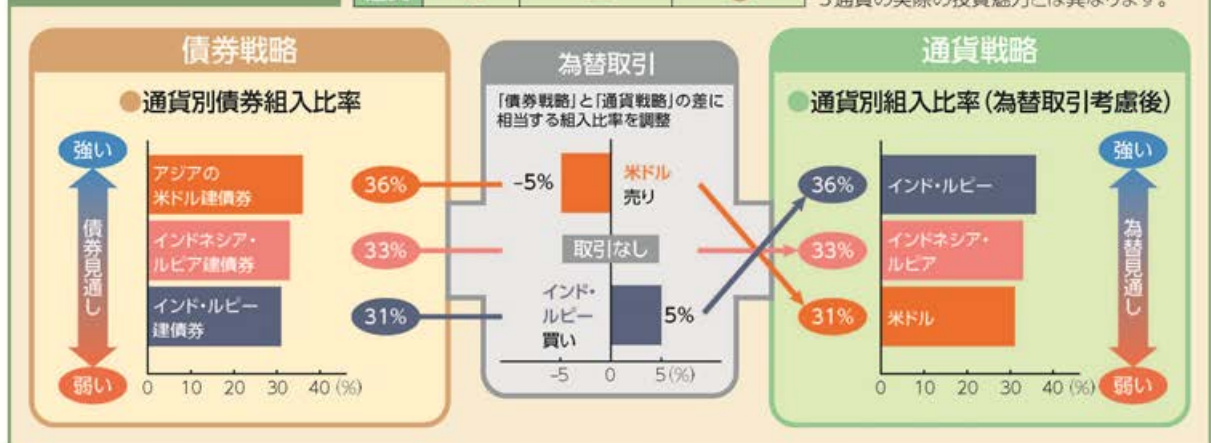 3通貨の実際の投資魅力とは異なります。
債券戦略
●通貨別債券組入比率
強い
債券見通し
弱い
アジアの
米ドル建債券
インドネシア・
ルピア建債券
インド・ルピー
建債券
0 10 20 30 40 (%)
36%
33%
31%
為替取引
「債券戦略」と「通貨戦略」の差に
相当する組入比率を調整
-5%
米ドル
売り
取引なし
インド・
ルピー
買い
5%
-5 0 5(%)
通貨戦略
●通貨別組入比率(為替取引考慮後)
36%
33%
31%
インド・ルピー
インドネシア・
ルピア
米ドル
0 10 20 30 40 (%)
強い
為替見通し
弱い